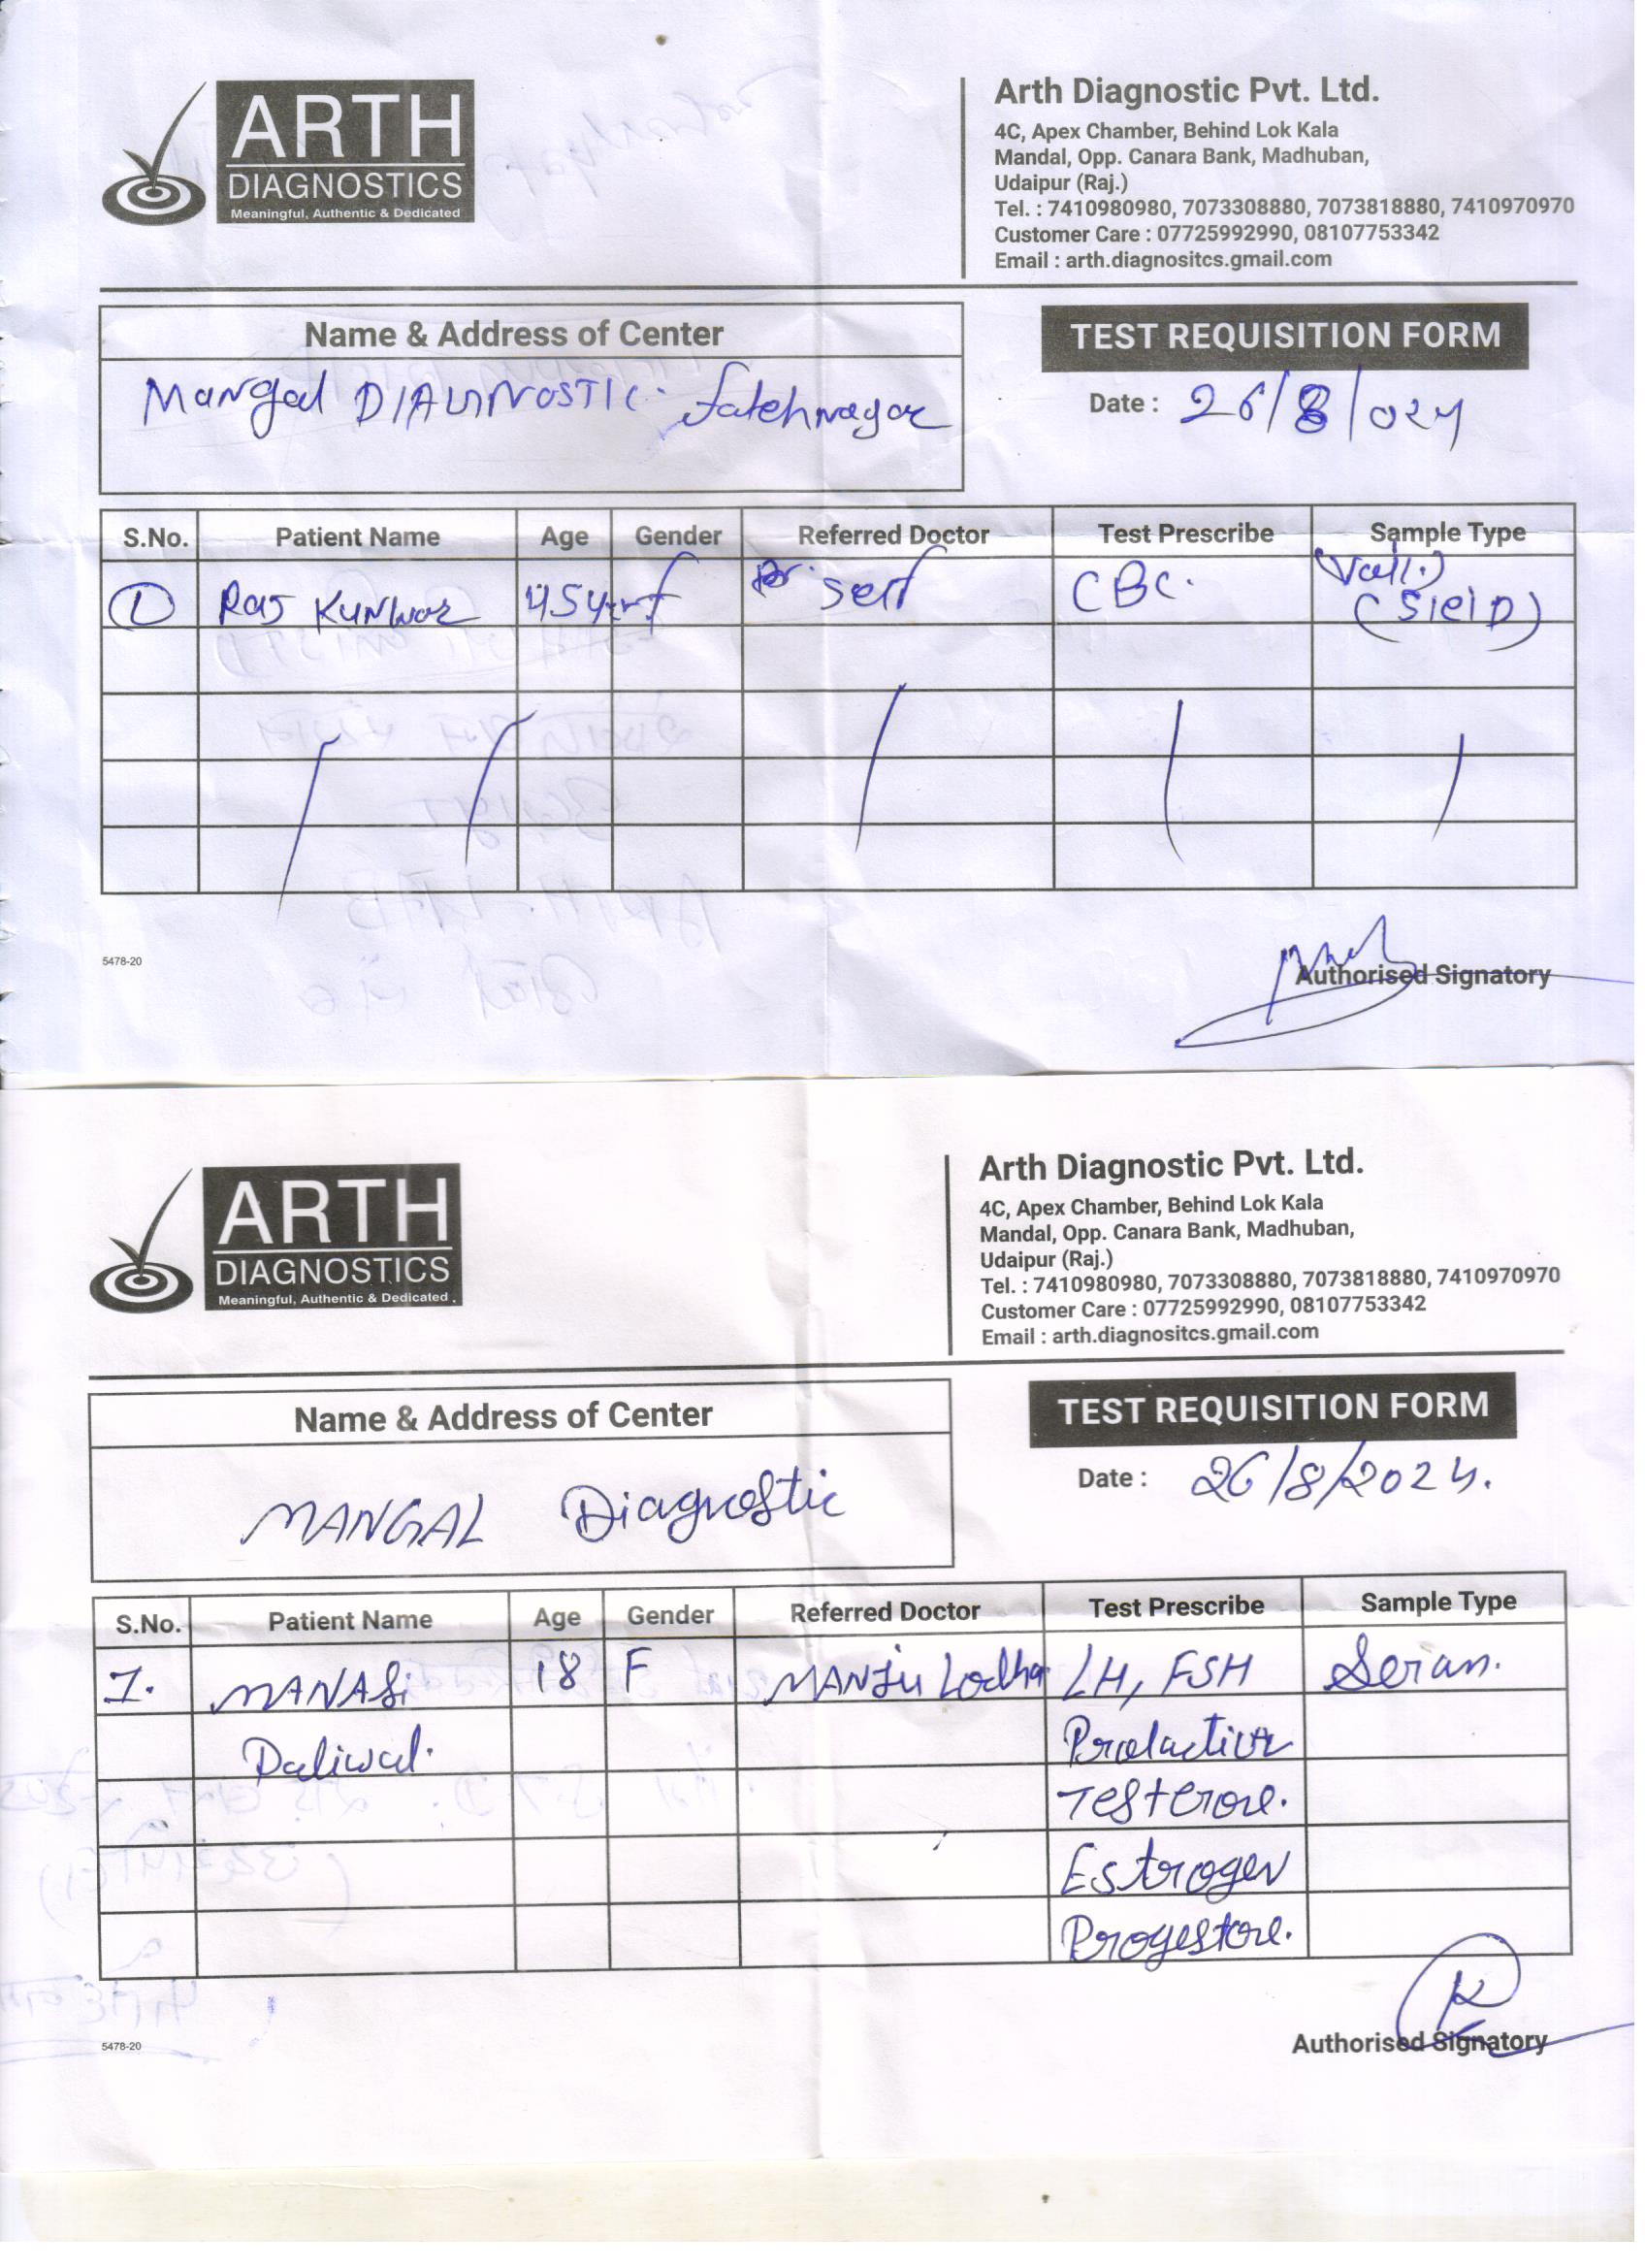 ARTH
DIAGNOSTICS
Meaningful, Authentic & Dedicated
Arth Diagnostic Pvt. Ltd.
4C, Apex Chamber, Behind Lok Kala
Mandal, Opp. Canara Bank, Madhuban,
Udaipur (Raj.)
Tel. : 7410980980, 7073308880, 7073818880, 7410970970
Customer Care : 07725992990, 08107753342
Email : arth.diagnositcs.gmail.com
Name & Address of Center
TEST REQUISITION FORM
Mangal DIAGNOSTIC. fatehnagar
Date : 26/8/024
S.No. Patient Name Age Gender Referred Doctor Test Prescribe Sample Type
1 Raj Kunwar 45 yr f Self CBC.
5478-20
Authorised Signatory
ARTH
DIAGNOSTICS
Meaningful, Authentic & Dedicated .
Arth Diagnostic Pvt. Ltd.
4C, Apex Chamber, Behind Lok Kala
Mandal, Opp. Canara Bank, Madhuban,
Udaipur (Raj.)
Tel. : 7410980980, 7073308880, 7073818880, 7410970970
Customer Care : 07725992990, 08107753342
Email : arth.diagnositcs.gmail.com
Name & Address of Center
TEST REQUISITION FORM
MANGAL Diagnostic
Date : 26/8/2024.
S.No. Patient Name Age Gender Referred Doctor Test Prescribe Sample Type
1. MANASi 18 F MANJu Lodha LH, FSH Seram.
Daliwal. Prolactin
Testerone.
Estrogen
Progestore.
5478-20
Authorised Signatory